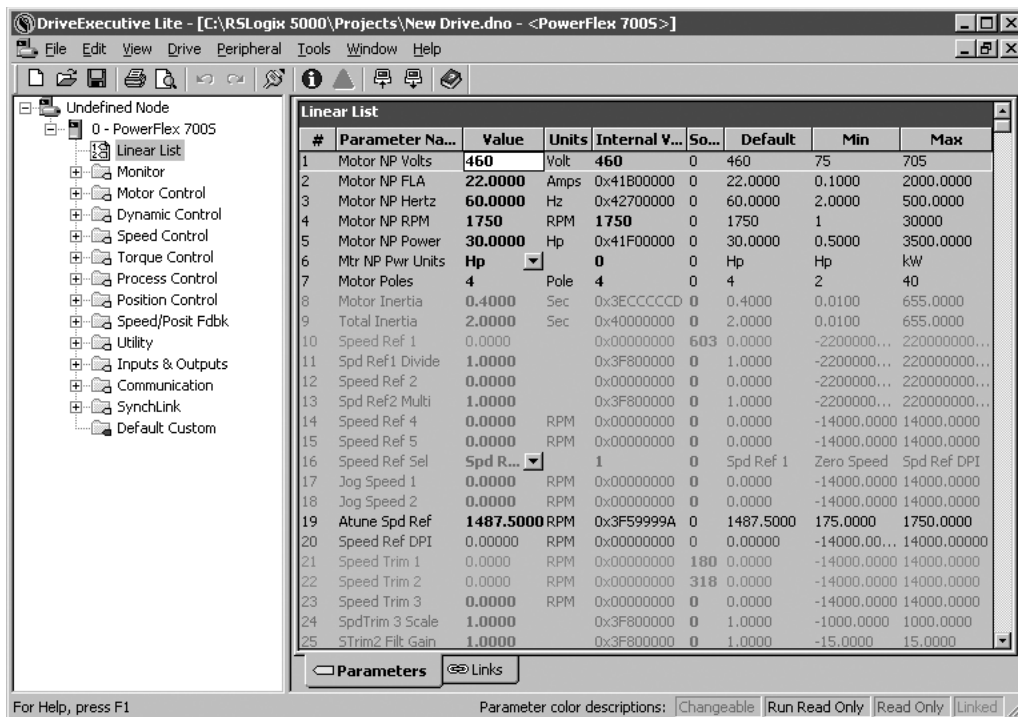 DriveExecutive Lite - [C:\RSLogix 5000\Projects\New Drive.dno - <PowerFlex 700S>]
File Edit View Drive Peripheral Tools Window Help
Undefined Node
0 - PowerFlex 700S
Linear List
Monitor
Motor Control
Dynamic Control
Speed Control
Torque Control
Process Control
Position Control
Speed/Posit Fdbk
Utility
Inputs & Outputs
Communication
SynchLink
Default Custom
Linear List
# Parameter Na... Value Units Internal V... So... Default Min Max
1 Motor NP Volts 460 Volt 460 0 460 75 705
2 Motor NP FLA 22.0000 Amps 0x41B00000 0 22.0000 0.1000 2000.0000
3 Motor NP Hertz 60.0000 Hz 0x42700000 0 60.0000 2.0000 500.0000
4 Motor NP RPM 1750 RPM 1750 0 1750 1 30000
5 Motor NP Power 30.0000 Hp 0x41F00000 0 30.0000 0.5000 3500.0000
6 Mtr NP Pwr Units Hp 0 0 Hp Hp kW
7 Motor Poles 4 Pole 4 0 4 2 40
8 Motor Inertia 0.4000 Sec 0x3ECCCCCD 0 0.4000 0.0100 655.0000
9 Total Inertia 2.0000 Sec 0x40000000 0 2.0000 0.0100 655.0000
10 Speed Ref 1 0.0000 0x00000000 603 0.0000 -2200000... 220000000...
11 Spd Ref1 Divide 1.0000 0x3F800000 0 1.0000 -2200000... 220000000...
12 Speed Ref 2 0.0000 0x00000000 0 0.0000 -2200000... 220000000...
13 Spd Ref2 Multi 1.0000 0x3F800000 0 1.0000 -2200000... 220000000...
14 Speed Ref 4 0.0000 RPM 0x00000000 0 0.0000 -14000.0000 14000.0000
15 Speed Ref 5 0.0000 RPM 0x00000000 0 0.0000 -14000.0000 14000.0000
16 Speed Ref Sel Spd R... 1 0 Spd Ref 1 Zero Speed Spd Ref DPI
17 Jog Speed 1 0.0000 RPM 0x00000000 0 0.0000 -14000.0000 14000.0000
18 Jog Speed 2 0.0000 RPM 0x00000000 0 0.0000 -14000.0000 14000.0000
19 Atune Spd Ref 1487.5000 RPM 0x3F59999A 0 1487.5000 175.0000 1750.0000
20 Speed Ref DPI 0.00000 RPM 0x00000000 0 0.00000 -14000.00... 14000.00000
21 Speed Trim 1 0.0000 RPM 0x00000000 180 0.0000 -14000.0000 14000.0000
22 Speed Trim 2 0.0000 RPM 0x00000000 318 0.0000 -14000.0000 14000.0000
23 Speed Trim 3 0.0000 RPM 0x00000000 0 0.0000 -14000.0000 14000.0000
24 SpdTrim 3 Scale 1.0000 0x3F800000 0 1.0000 -1000.0000 1000.0000
25 STrim2 Filt Gain 1.0000 0x3F800000 0 1.0000 -15.0000 15.0000
Parameters Links
For Help, press F1 Parameter color descriptions: Changeable Run Read Only Read Only Linked